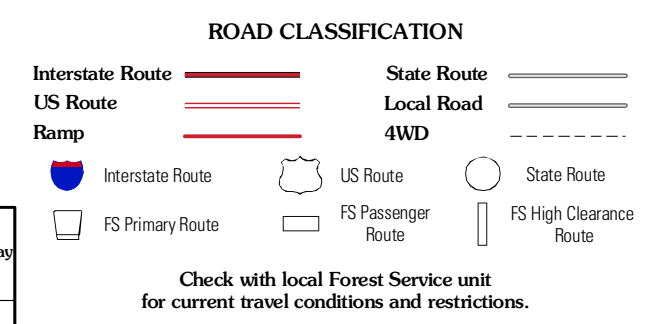 ROAD CLASSIFICATION
Interstate Route
State Route
US Route
Local Road
Ramp
4WD
Interstate Route
US Route
State Route
FS Primary Route
FS Passenger
Route
FS High Clearance
Route
Check with local Forest Service unit
for current travel conditions and restrictions.